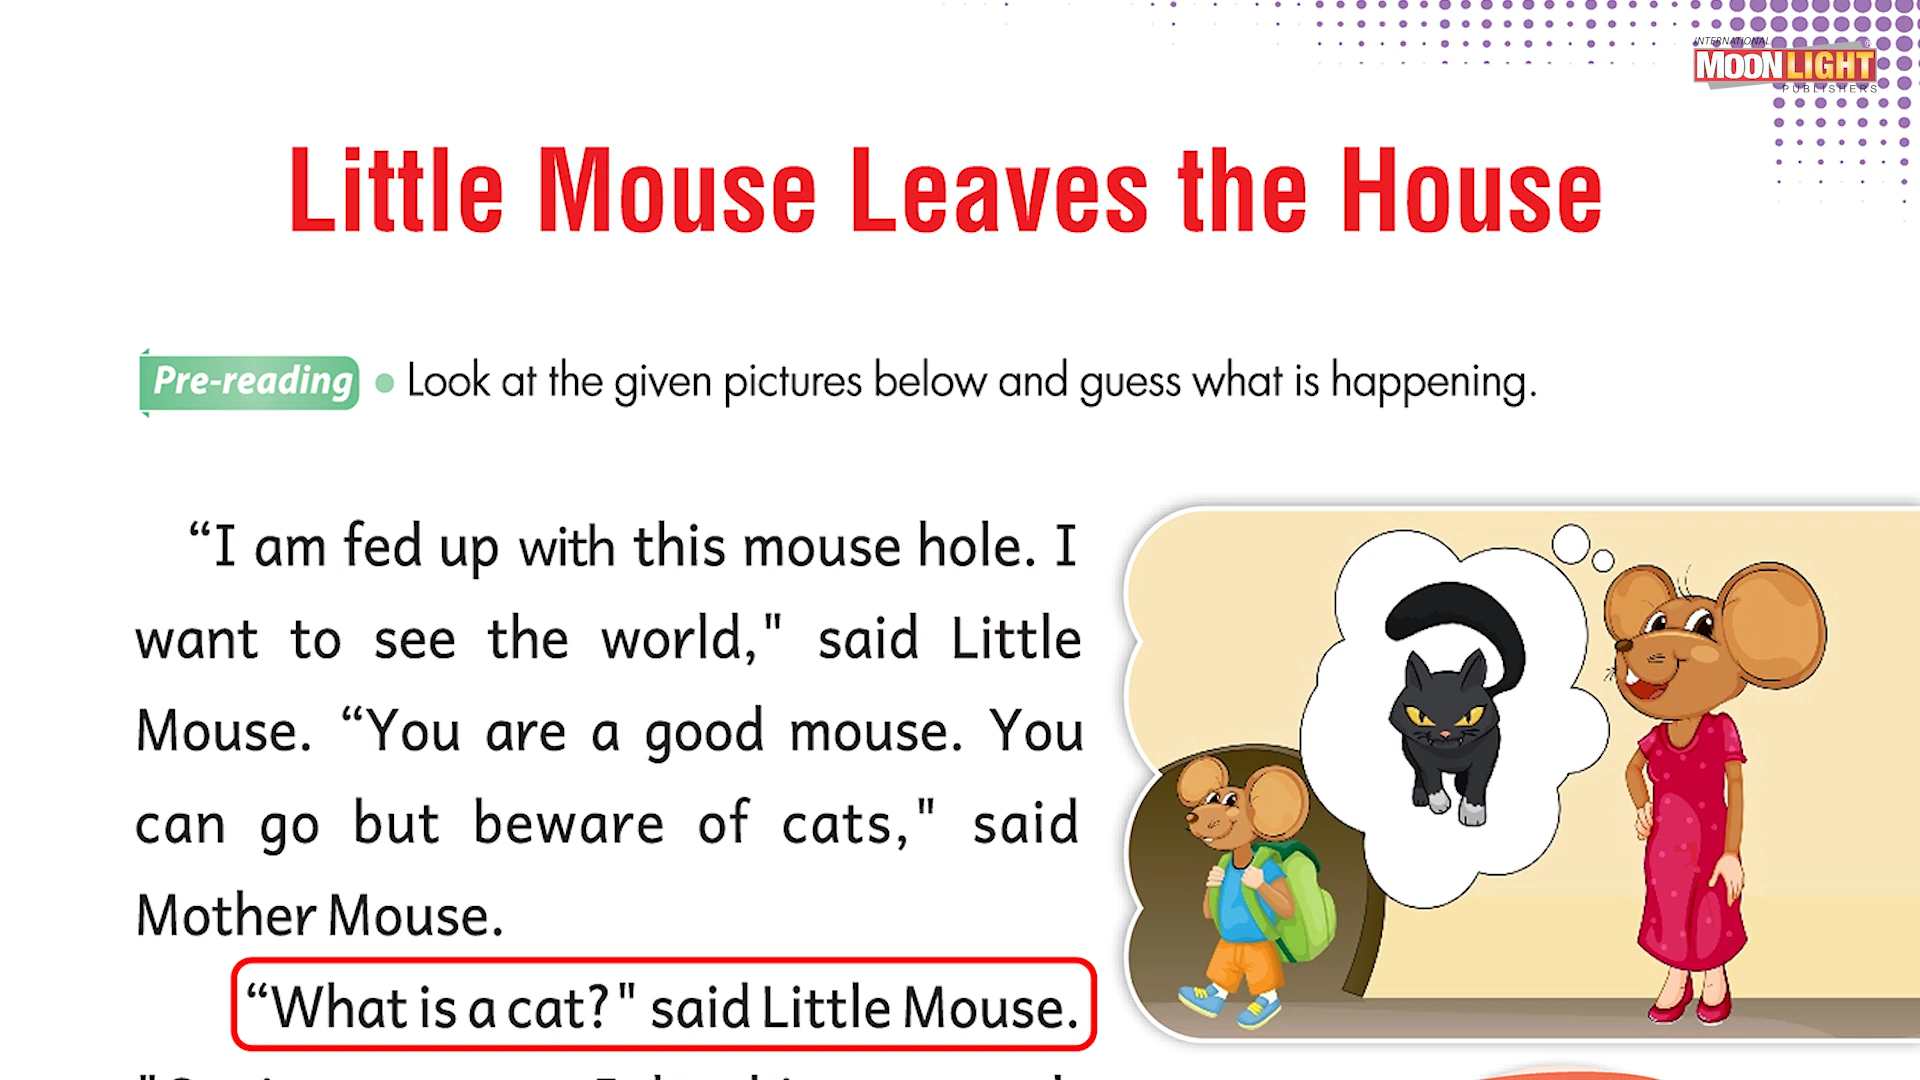 INTERNATIONAL
MOONLIGHT
PUBLISHERS
Little Mouse Leaves the House
Pre-reading ● Look at the given pictures below and guess what is happening.
“I am fed up with this mouse hole. I
want to see the world," said Little
Mouse. “You are a good mouse. You
can go but beware of cats," said
Mother Mouse.
“What is a cat?" said Little Mouse.